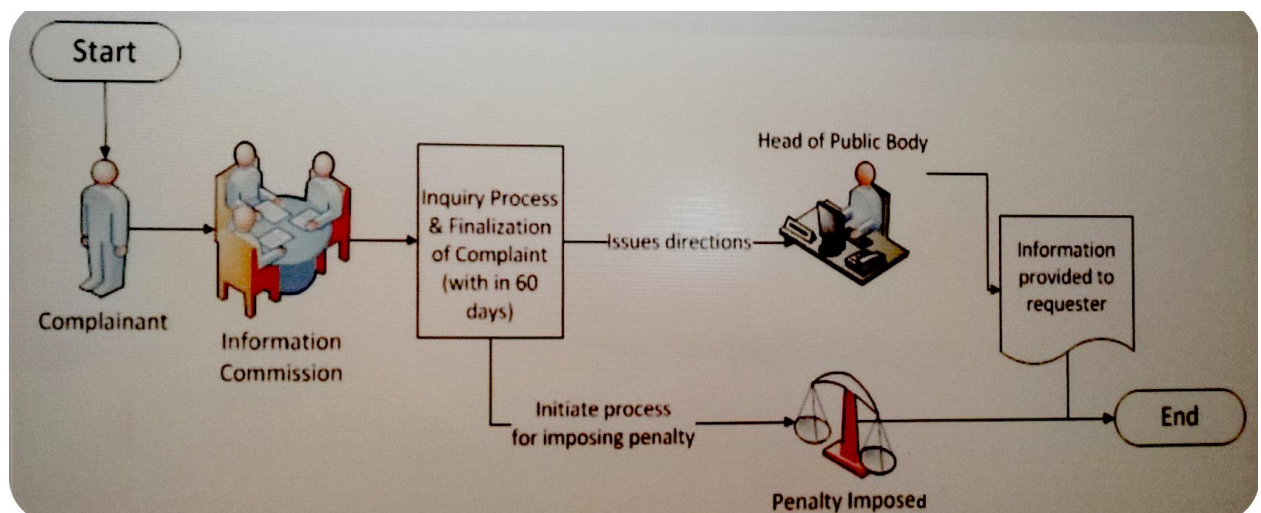 Start
Complainant
Information
Commission
Inquiry Process
& Finalization
of Complaint
(with in 60
days)
Issues directions
Head of Public Body
Information
provided to
requester
Initiate process
for imposing penalty
Penalty Imposed
End